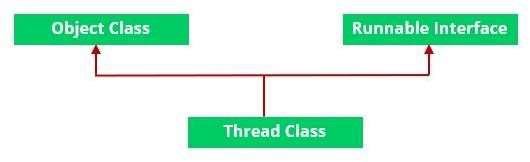 Object Class
Runnable Interface
Thread Class